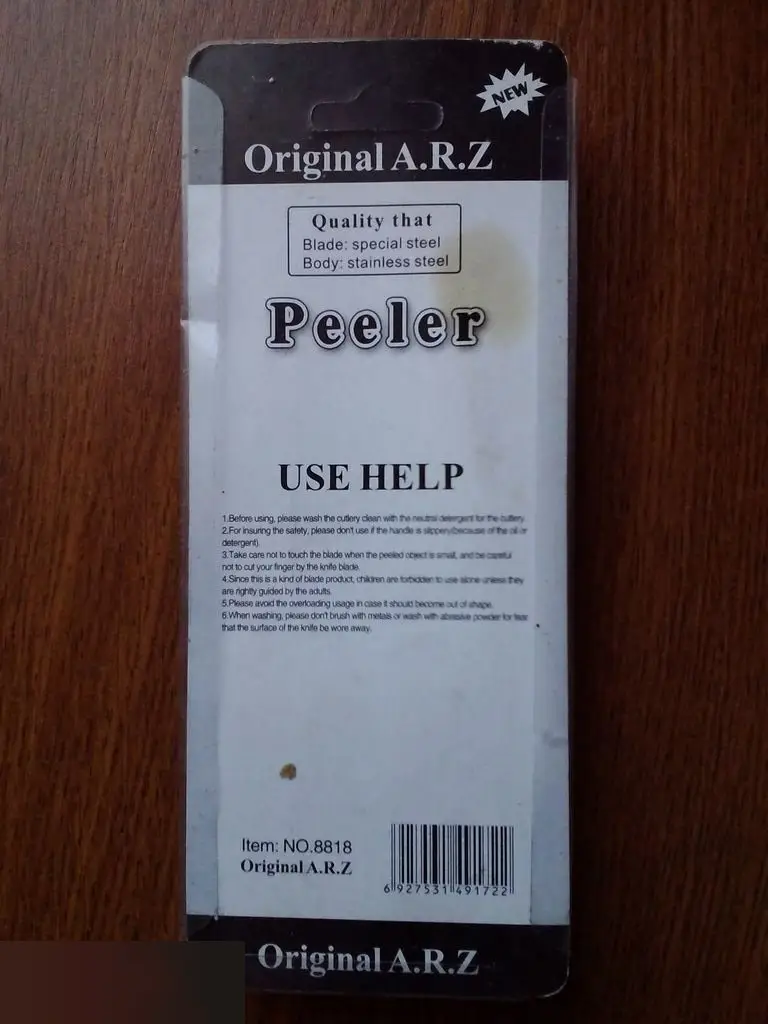 NEW
Original A.R.Z
Quality that
Blade: special steel
Body: stainless steel
Peeler
USE HELP
1.Before using, please wash the cutlery clean with the neutral detergent for the cutlery.
2.For insuring the safety, please don't use if the handle is slippery(because of the oil or
detergent).
3.Take care not to touch the blade when the peeled object is small, and be careful
not to cut your finger by the knife blade.
4.Since this is a kind of blade product, children are forbidden to use alone unless they
are rightly guided by the adults.
5.Please avoid the overloading usage in case it should become out of shape.
6.When washing, please don't brush with metals or wash with abrasive powder for fear
that the surface of the knife be wore away.
Item: NO.8818
Original A.R.Z
6 927531 491722
Original A.R.Z